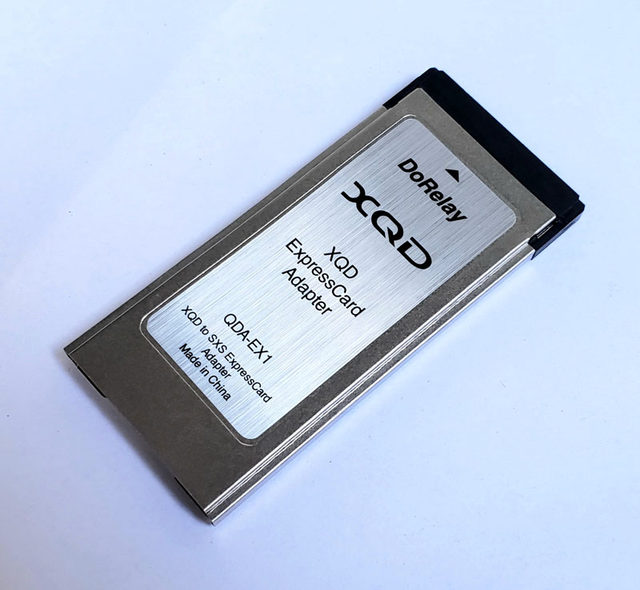 DoRelay
XQD
XQD
ExpressCard
Adapter
QDA-EX1
XQD to SXS ExpressCard
Adapter
Made in China